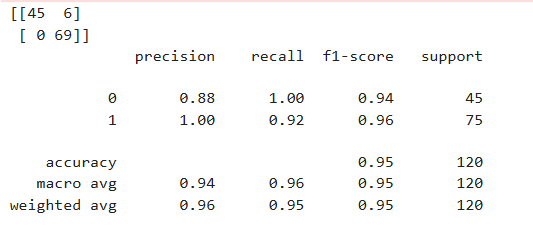 [[45  6]
 [ 0 69]]
              precision    recall  f1-score   support

           0       0.88      1.00      0.94        45
           1       1.00      0.92      0.96        75

    accuracy                           0.95       120
   macro avg       0.94      0.96      0.95       120
weighted avg       0.96      0.95      0.95       120